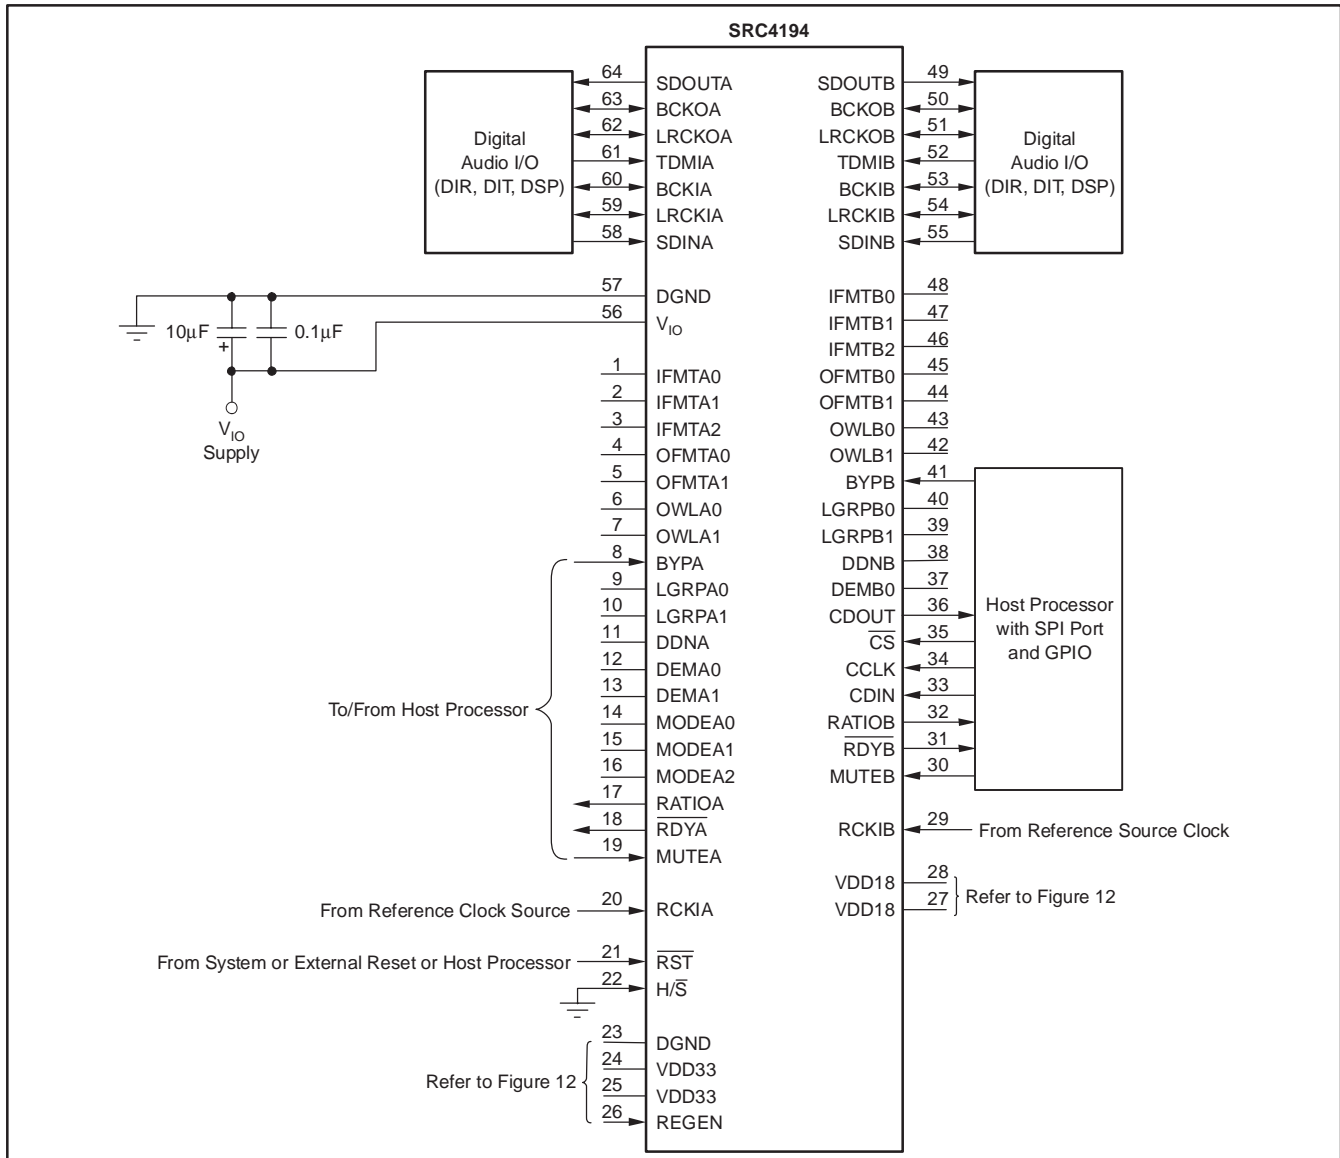 SRC4194
Digital
Audio I/O
(DIR, DIT, DSP)
64 SDOUTA
63 BCKOA
62 LRCKOA
61 TDMIA
60 BCKIA
59 LRCKIA
58 SDINA
57 DGND
56 VIO
10μF
+
0.1μF
VIO
Supply
1 IFMTA0
2 IFMTA1
3 IFMTA2
4 OFMTA0
5 OFMTA1
6 OWLA0
7 OWLA1
8 BYPA
9 LGRPA0
10 LGRPA1
11 DDNA
12 DEMA0
13 DEMA1
14 MODEA0
15 MODEA1
16 MODEA2
17 RATIOA
18 RDYA
19 MUTEA
To/From Host Processor
From Reference Clock Source 20 RCKIA
From System or External Reset or Host Processor 21 RST
22 H/S
23 DGND
24 VDD33
25 VDD33
26 REGEN
Refer to Figure 12
SDOUTB 49
BCKOB 50
LRCKOB 51
TDMIB 52
BCKIB 53
LRCKIB 54
SDINB 55
Digital
Audio I/O
(DIR, DIT, DSP)
IFMTB0 48
IFMTB1 47
IFMTB2 46
OFMTB0 45
OFMTB1 44
OWLB0 43
OWLB1 42
BYPB 41
LGRPB0 40
LGRPB1 39
DDNB 38
DEMB0 37
CDOUT 36
CS 35
CCLK 34
CDIN 33
RATIOB 32
RDYB 31
MUTEB 30
Host Processor
with SPI Port
and GPIO
RCKIB 29 From Reference Source Clock
VDD18 28
VDD18 27
Refer to Figure 12